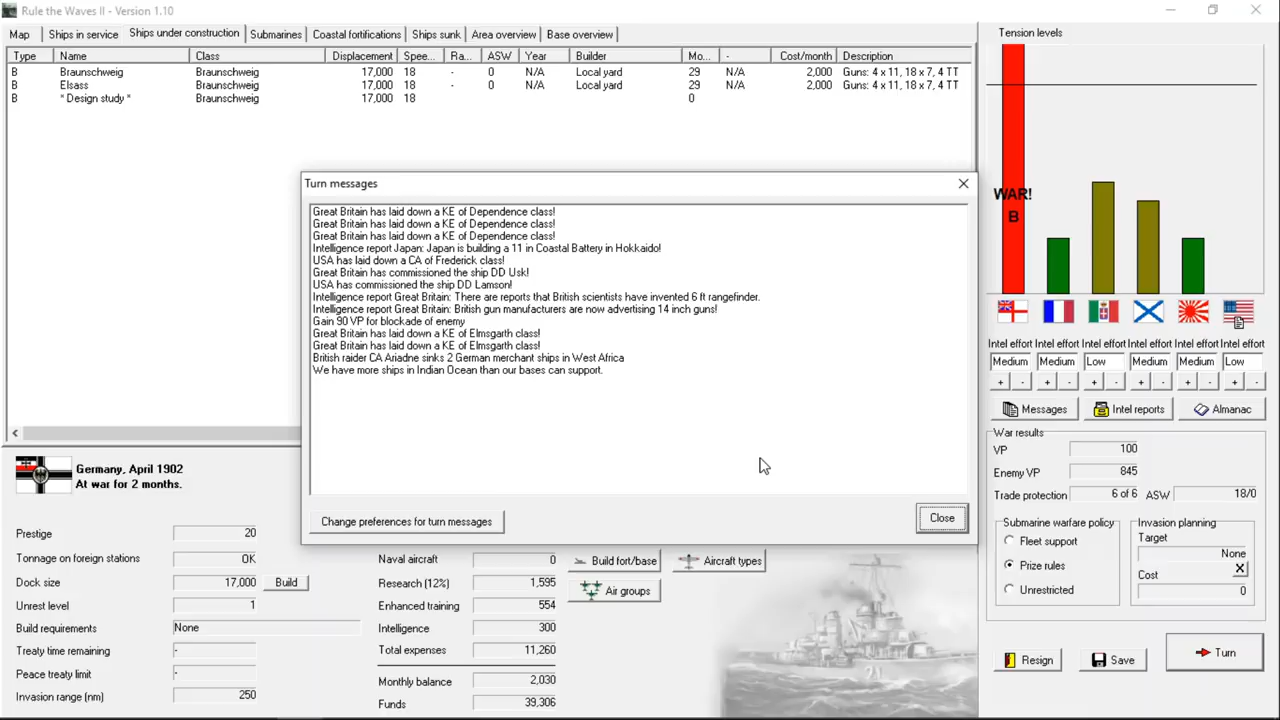 Rule the Waves II - Version 1.10
Map Ships in service Ships under construction Submarines Coastal fortifications Ships sunk Area overview Base overview
Type Name Class Displacement Spee... Ra... ASW Year Builder Mo... - Cost/month Description
B Braunschweig Braunschweig 17,000 18 - 0 N/A Local yard 29 N/A 2,000 Guns: 4 x 11, 18 x 7, 4 TT
B Elsass Braunschweig 17,000 18 - 0 N/A Local yard 29 N/A 2,000 Guns: 4 x 11, 18 x 7, 4 TT
B * Design study * Braunschweig 17,000 18 0
Turn messages
Great Britain has laid down a KE of Dependence class!
Great Britain has laid down a KE of Dependence class!
Great Britain has laid down a KE of Dependence class!
Intelligence report Japan: Japan is building a 11 in Coastal Battery in Hokkaido!
USA has laid down a CA of Frederick class!
Great Britain has commissioned the ship DD Usk!
USA has commissioned the ship DD Lamson!
Intelligence report Great Britain: There are reports that British scientists have invented 6 ft rangefinder.
Intelligence report Great Britain: British gun manufacturers are now advertising 14 inch guns!
Gain 90 VP for blockade of enemy
Great Britain has laid down a KE of Elmsgarth class!
Great Britain has laid down a KE of Elmsgarth class!
British raider CA Ariadne sinks 2 German merchant ships in West Africa
We have more ships in Indian Ocean than our bases can support.
Change preferences for turn messages Close
Germany, April 1902
At war for 2 months.
Prestige 20
Tonnage on foreign stations OK
Dock size 17,000 Build
Unrest level 1
Build requirements None
Treaty time remaining -
Peace treaty limit -
Invasion range (nm) 250
Naval aircraft 0
Research (12%) 1,595
Enhanced training 554
Intelligence 300
Total expenses 11,260
Monthly balance 2,030
Funds 39,306
Build fort/base Aircraft types
Air groups
21
Tension levels
WAR!
B
Intel effort Intel effort Intel effort Intel effort Intel effort Intel effort
Medium Medium Low Medium Medium Low
+ - + - + - + - + - + -
Messages Intel reports Almanac
War results
VP 100
Enemy VP 845
Trade protection 6 of 6 ASW 18/0
Submarine warfare policy
Fleet support
Prize rules
Unrestricted
Invasion planning
Target
None
Cost X
0
Resign Save Turn